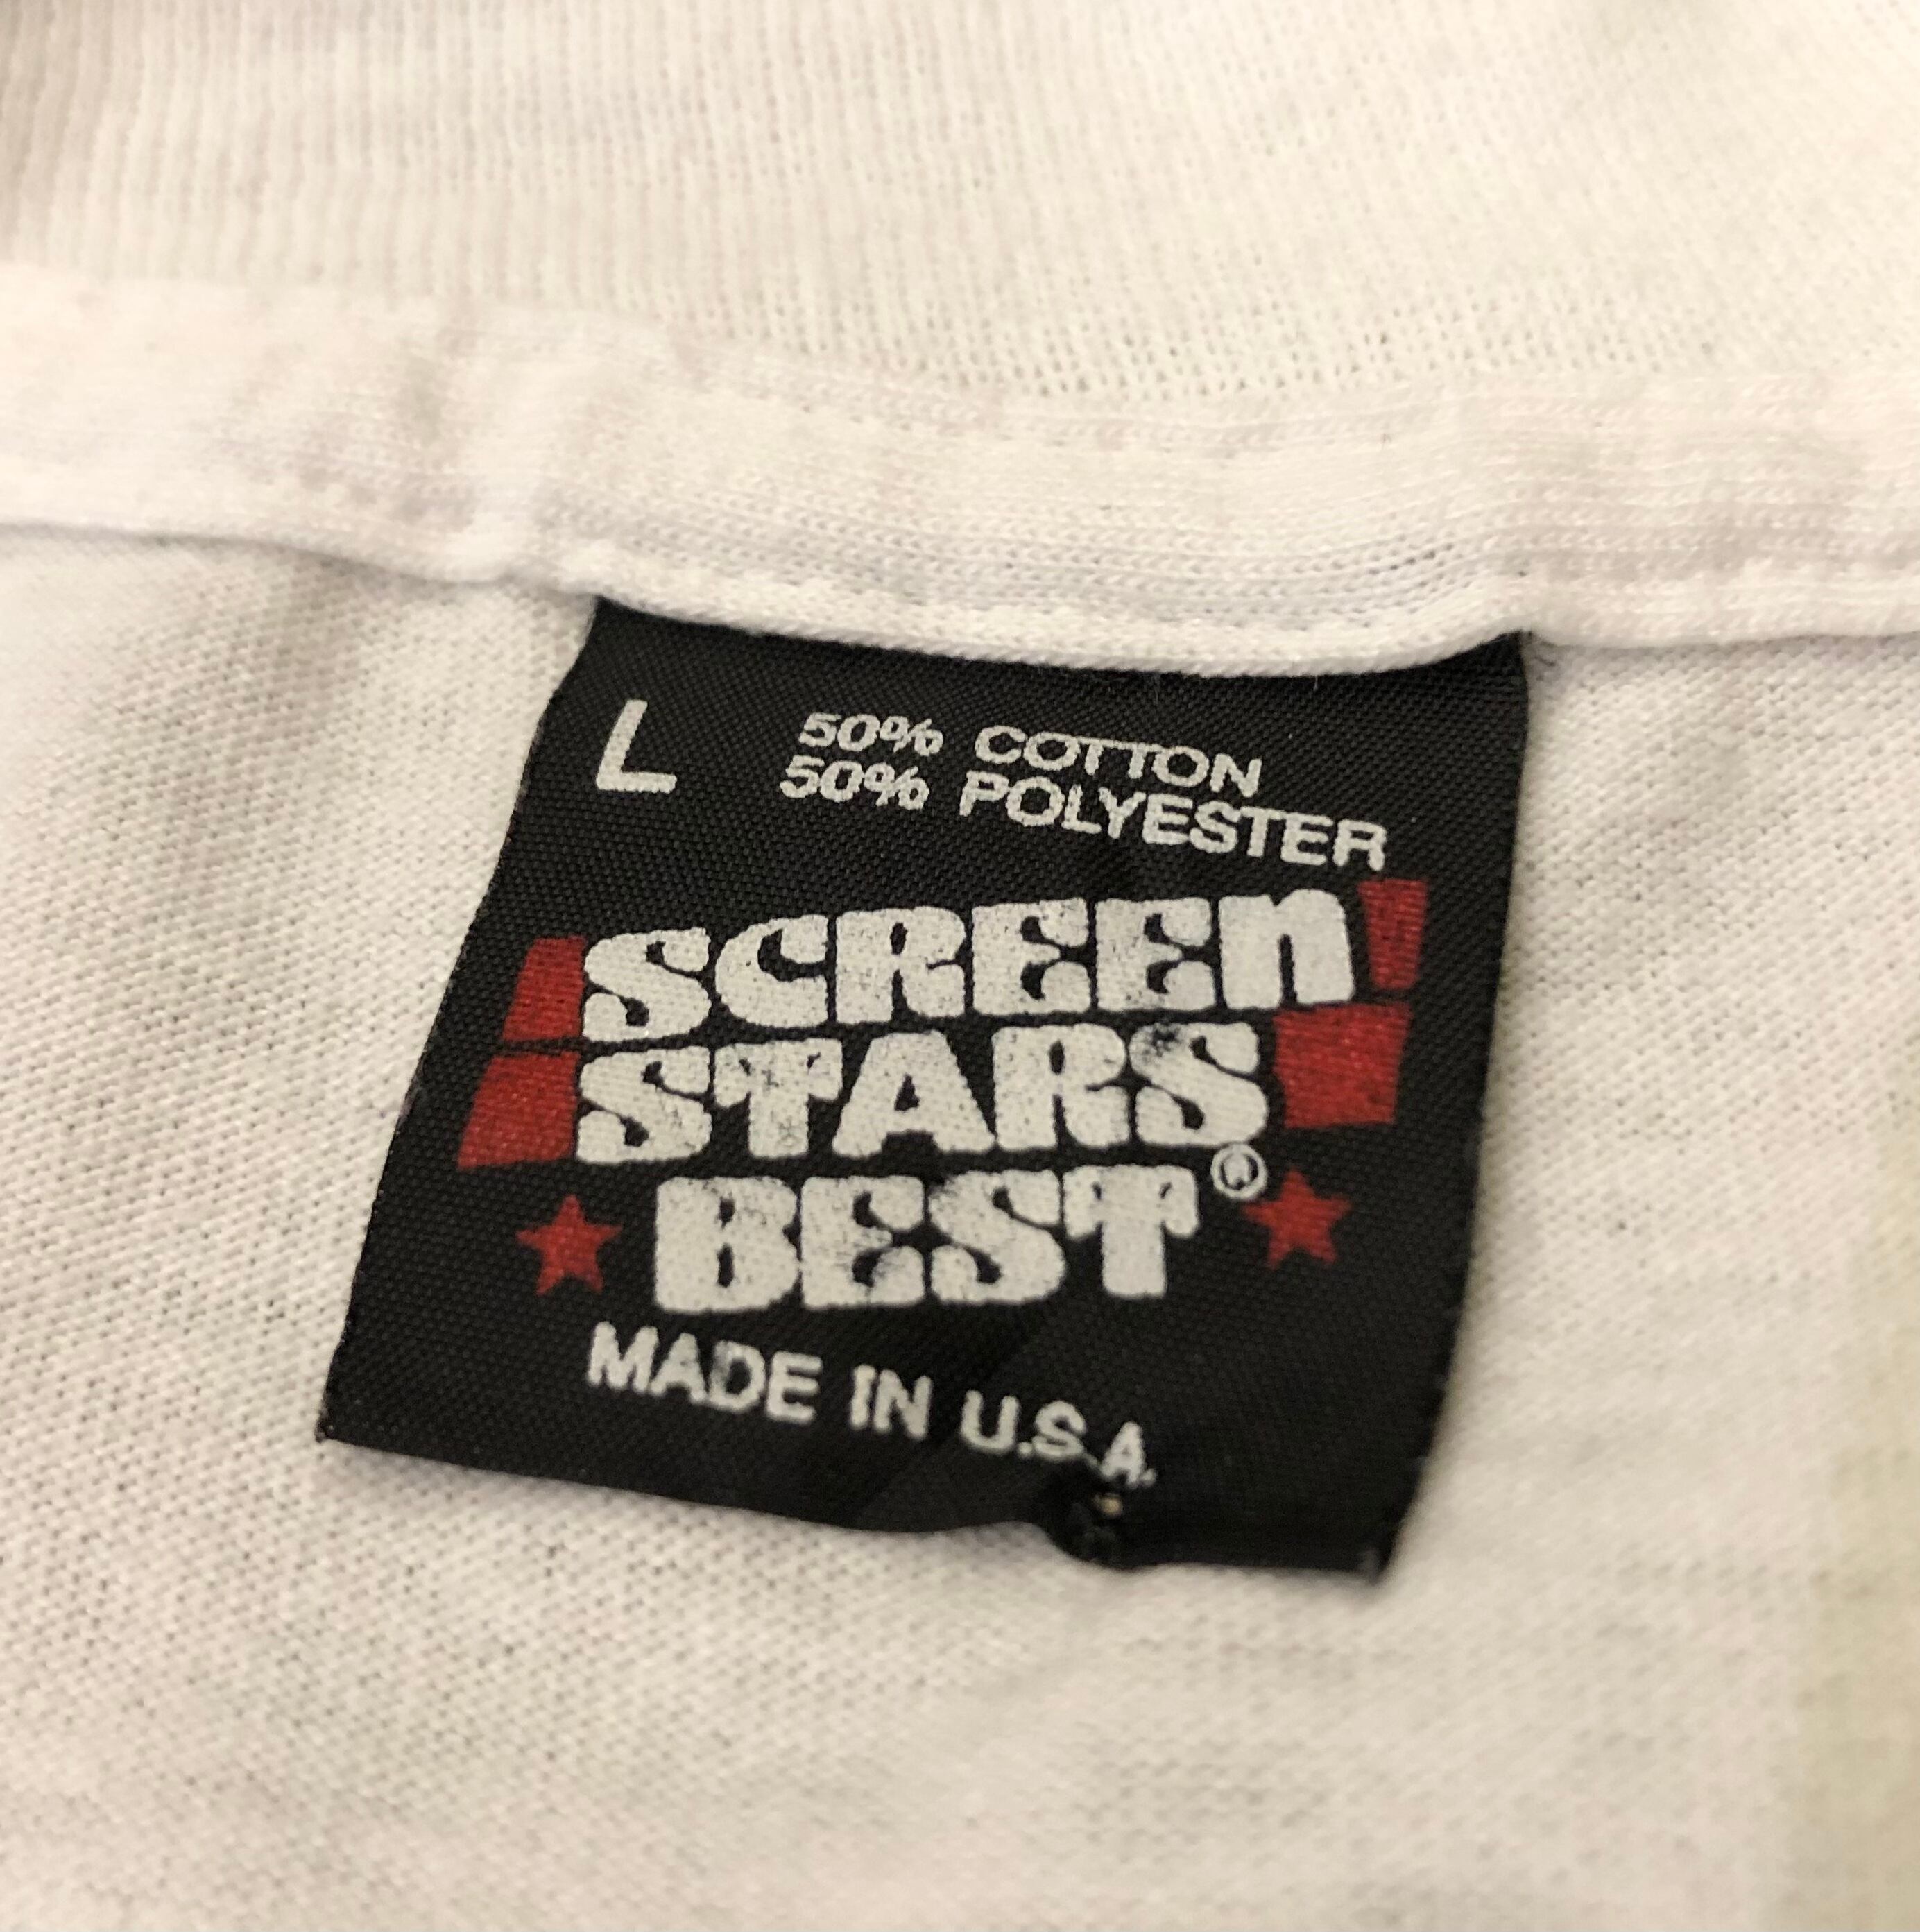 L 50% COTTON
50% POLYESTER
SCREEn
STARS
BEST®
MADE IN U.S.A.